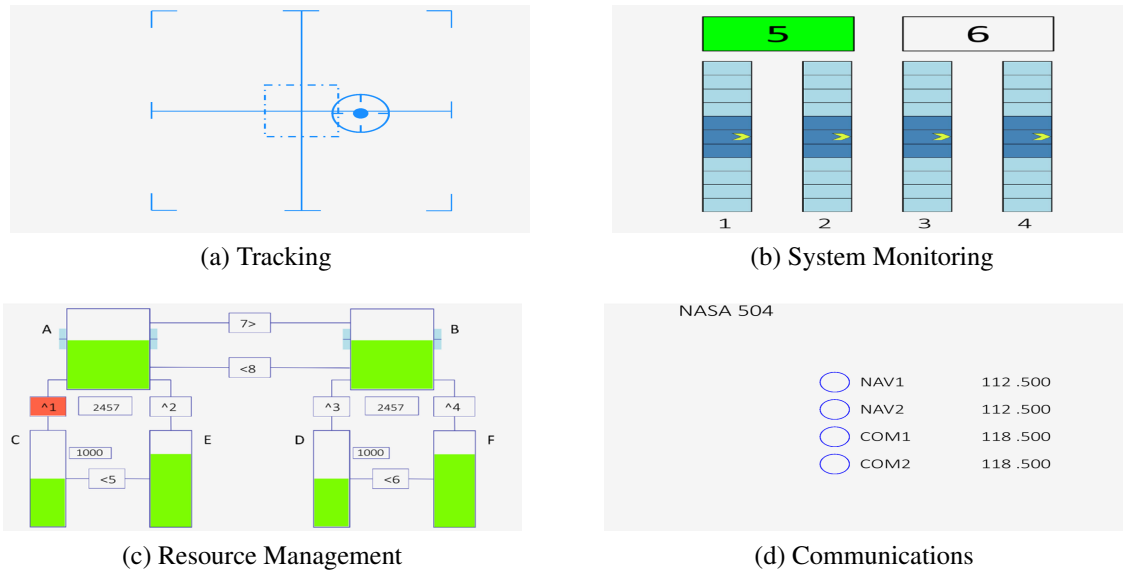 5 6
1 2 3 4
(a) Tracking
(b) System Monitoring
A 7> B
<8
^1 2457 ^2 ^3 2457 ^4
C E D F
1000 1000
<5 <6
(c) Resource Management
NASA 504
NAV1 112 .500
NAV2 112 .500
COM1 118 .500
COM2 118 .500
(d) Communications